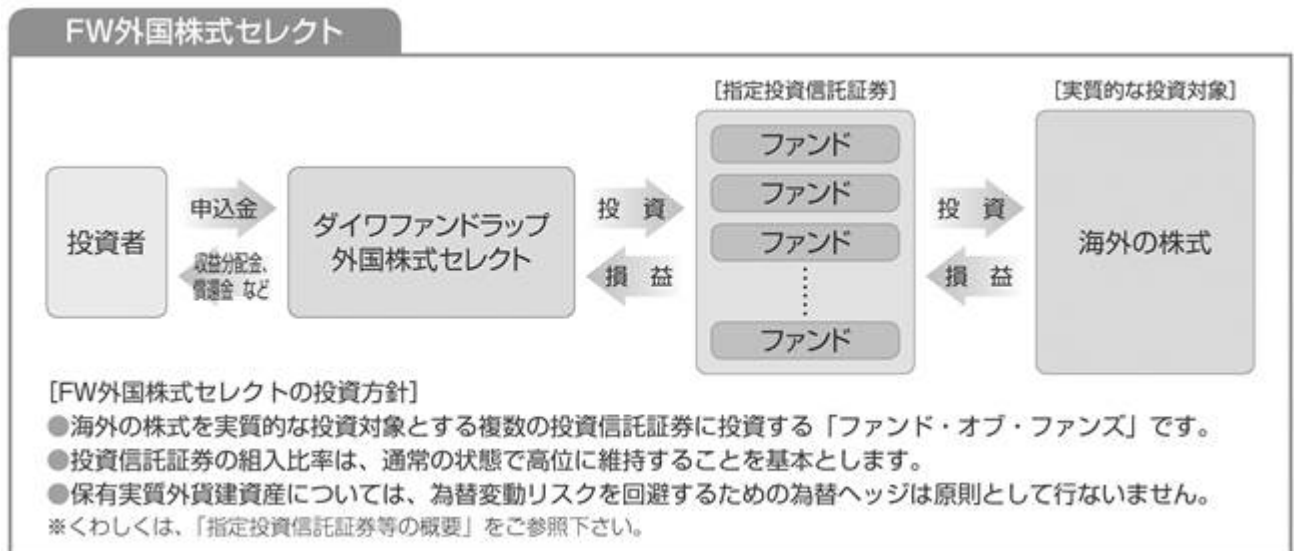 FW外国株式セレクト
[指定投資信託証券]
[実質的な投資対象]
投資者
申込金
収益分配金、
償還金 など
ダイワファンドラップ
外国株式セレクト
投 資
損 益
ファンド
ファンド
ファンド
ファンド
投 資
損 益
海外の株式
[FW外国株式セレクトの投資方針]
●海外の株式を実質的な投資対象とする複数の投資信託証券に投資する「ファンド・オブ・ファンズ」です。
●投資信託証券の組入比率は、通常の状態で高位に維持することを基本とします。
●保有実質外貨建資産については、為替変動リスクを回避するための為替ヘッジは原則として行ないません。
※くわしくは、「指定投資信託証券等の概要」をご参照下さい。